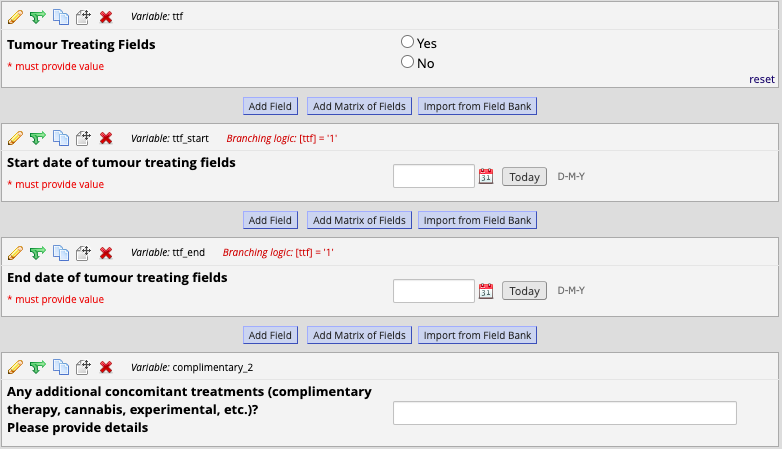 Variable: ttf
Tumour Treating Fields
Yes
* must provide value
No
reset
Add Field Add Matrix of Fields Import from Field Bank
Variable: ttf_start Branching logic: [ttf] = '1'
Start date of tumour treating fields
31 Today D-M-Y
* must provide value
Add Field Add Matrix of Fields Import from Field Bank
Variable: ttf_end Branching logic: [ttf] = '1'
End date of tumour treating fields
31 Today D-M-Y
* must provide value
Add Field Add Matrix of Fields Import from Field Bank
Variable: complimentary_2
Any additional concomitant treatments (complimentary
therapy, cannabis, experimental, etc.)?
Please provide details